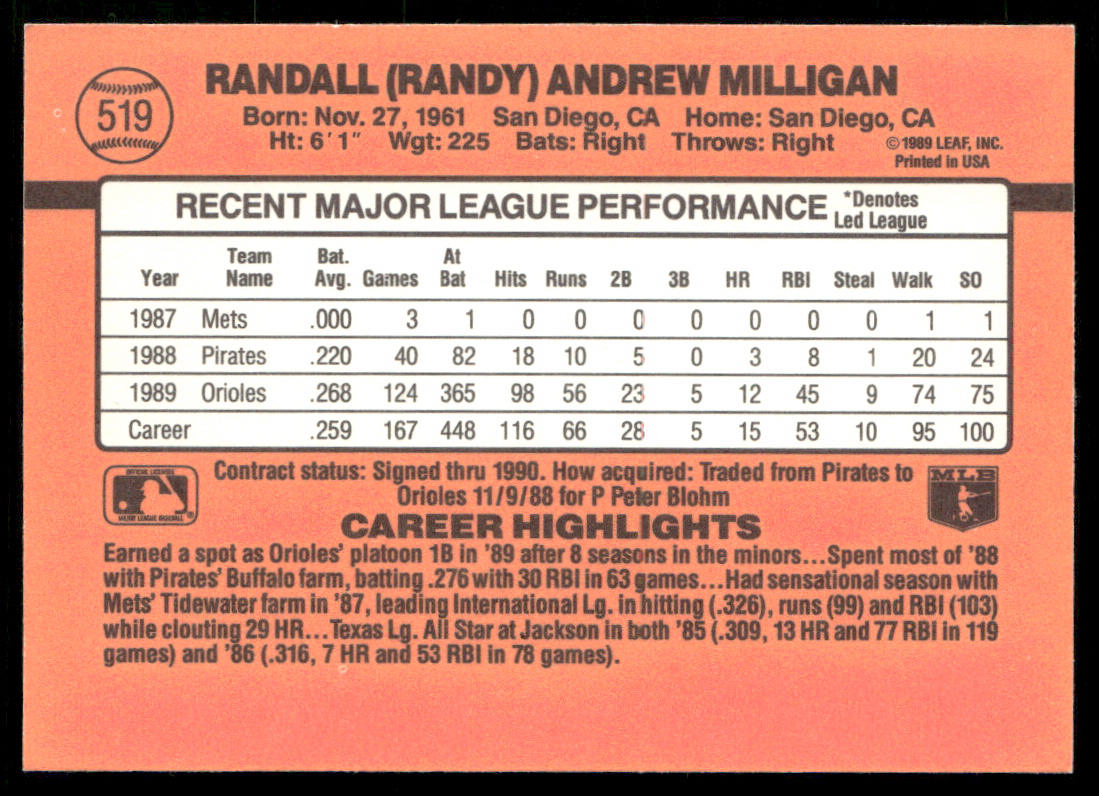 519
RANDALL (RANDY) ANDREW MILLIGAN
Born: Nov. 27, 1961 San Diego, CA Home: San Diego, CA
Ht: 6'1" Wgt: 225 Bats: Right Throws: Right
©1989 LEAF, INC.
Printed in USA
RECENT MAJOR LEAGUE PERFORMANCE *Denotes Led League
Year Team Name Bat. Avg. Games At Bat Hits Runs 2B 3B HR RBI Steal Walk SO
1987 Mets .000 3 1 0 0 0 0 0 0 0 1 1
1988 Pirates .220 40 82 18 10 5 0 3 8 1 20 24
1989 Orioles .268 124 365 98 56 23 5 12 45 9 74 75
Career .259 167 448 116 66 28 5 15 53 10 95 100
OFFICIAL LICENSEE
MAJOR LEAGUE BASEBALL ®
Contract status: Signed thru 1990. How acquired: Traded from Pirates to
Orioles 11/9/88 for P Peter Blohm
MLB
CAREER HIGHLIGHTS
Earned a spot as Orioles' platoon 1B in '89 after 8 seasons in the minors...Spent most of '88
with Pirates' Buffalo farm, batting .276 with 30 RBI in 63 games...Had sensational season with
Mets' Tidewater farm in '87, leading International Lg. in hitting (.326), runs (99) and RBI (103)
while clouting 29 HR...Texas Lg. All Star at Jackson in both '85 (.309, 13 HR and 77 RBI in 119
games) and '86 (.316, 7 HR and 53 RBI in 78 games).